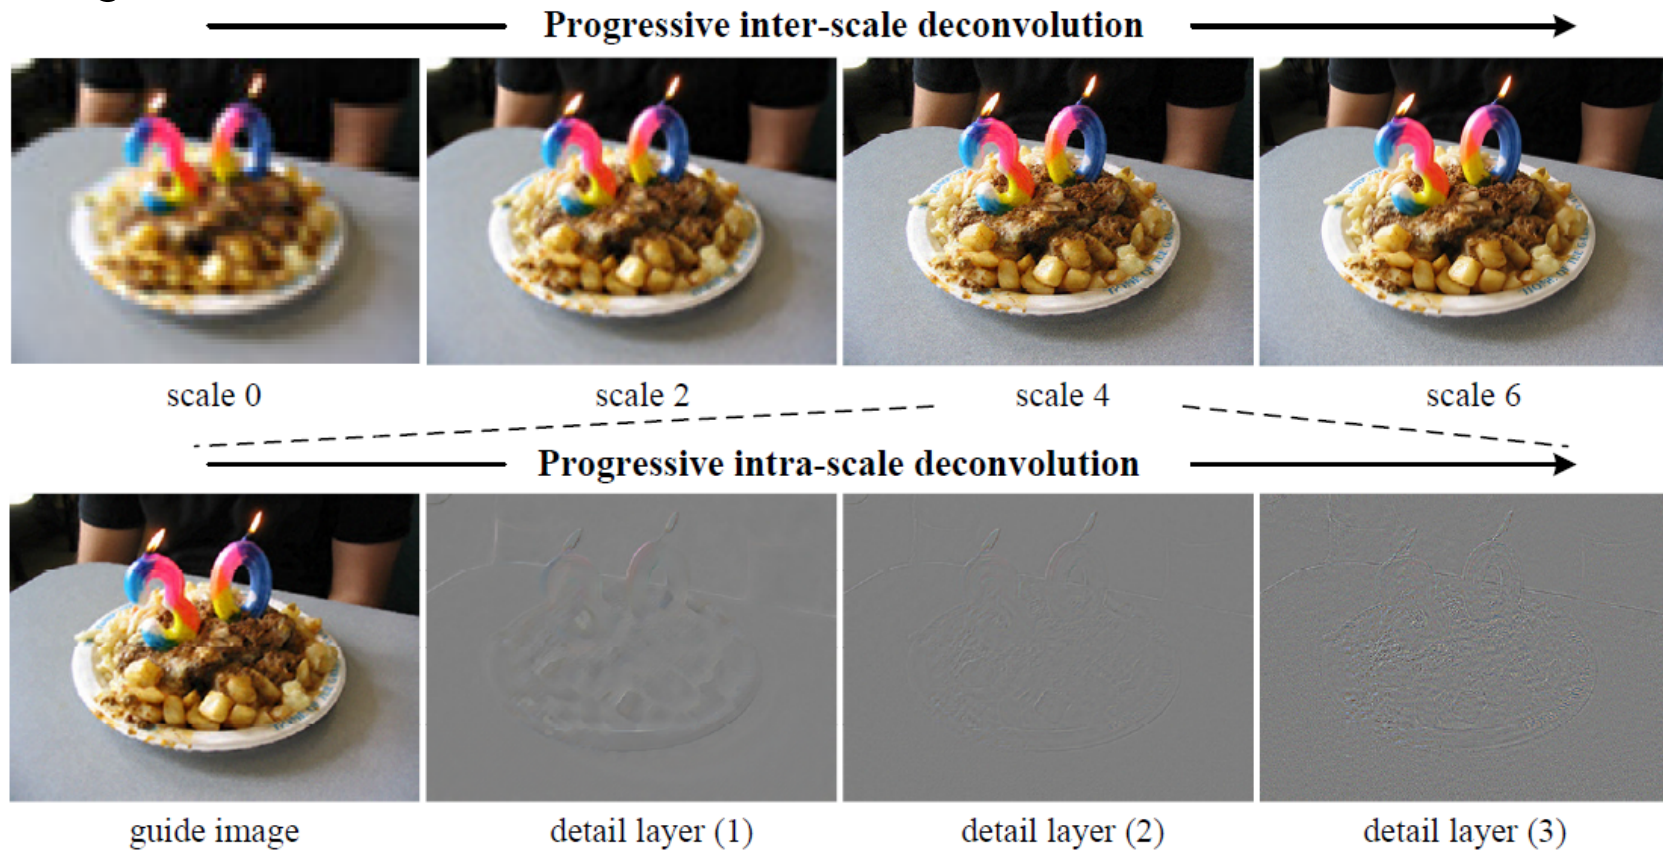 Progressive inter-scale deconvolution
scale 0
scale 2
scale 4
scale 6
Progressive intra-scale deconvolution
guide image
detail layer (1)
detail layer (2)
detail layer (3)